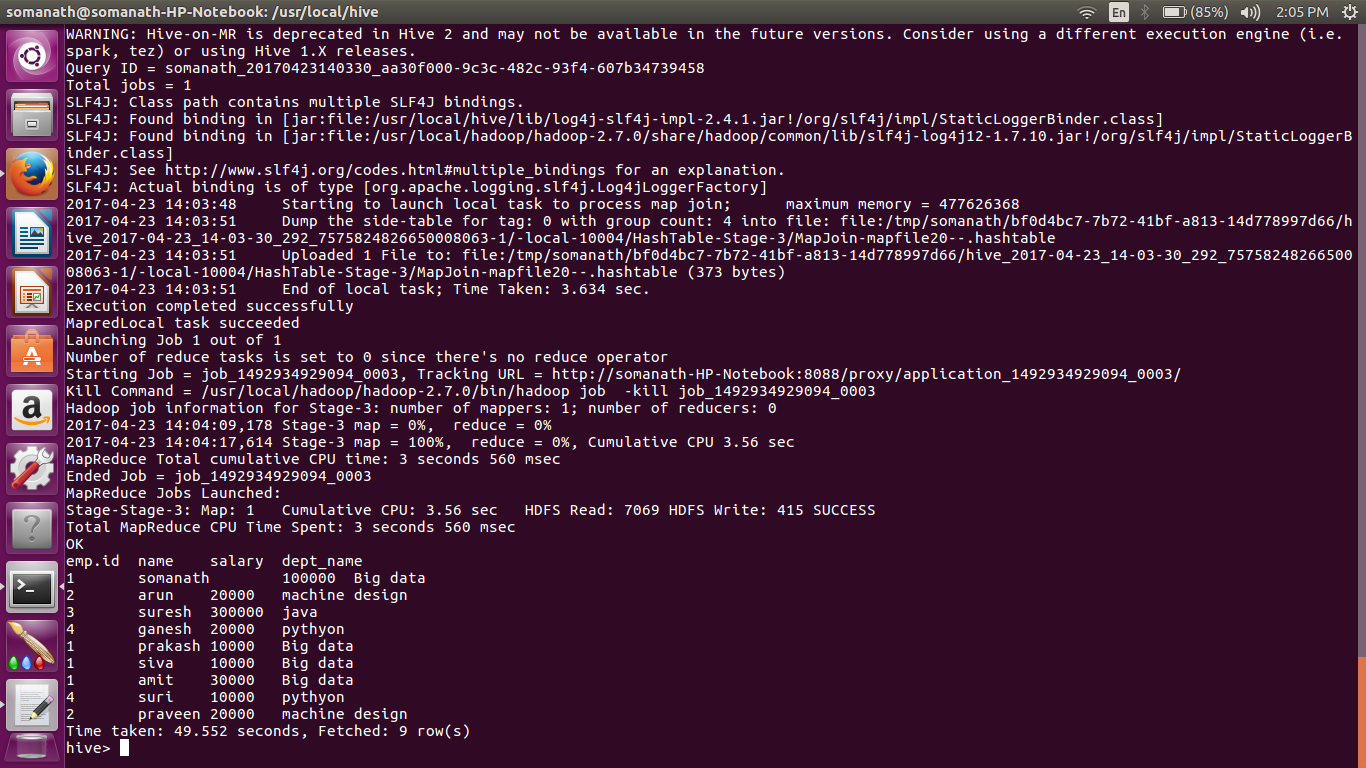 somanath@somanath-HP-Notebook: /usr/local/hive
En
(85%)
2:05 PM
WARNING: Hive-on-MR is deprecated in Hive 2 and may not be available in the future versions. Consider using a different execution engine (i.e.
spark, tez) or using Hive 1.X releases.
Query ID = somanath_20170423140330_aa30f000-9c3c-482c-93f4-607b34739458
Total jobs = 1
SLF4J: Class path contains multiple SLF4J bindings.
SLF4J: Found binding in [jar:file:/usr/local/hive/lib/log4j-slf4j-impl-2.4.1.jar!/org/slf4j/impl/StaticLoggerBinder.class]
SLF4J: Found binding in [jar:file:/usr/local/hadoop/hadoop-2.7.0/share/hadoop/common/lib/slf4j-log4j12-1.7.10.jar!/org/slf4j/impl/StaticLoggerB
inder.class]
SLF4J: See http://www.slf4j.org/codes.html#multiple_bindings for an explanation.
SLF4J: Actual binding is of type [org.apache.logging.slf4j.Log4jLoggerFactory]
2017-04-23 14:03:48     Starting to launch local task to process map join;      maximum memory = 477626368
2017-04-23 14:03:51     Dump the side-table for tag: 0 with group count: 4 into file: file:/tmp/somanath/bf0d4bc7-7b72-41bf-a813-14d778997d66/h
ive_2017-04-23_14-03-30_292_7575824826650008063-1/-local-10004/HashTable-Stage-3/MapJoin-mapfile20--.hashtable
2017-04-23 14:03:51     Uploaded 1 File to: file:/tmp/somanath/bf0d4bc7-7b72-41bf-a813-14d778997d66/hive_2017-04-23_14-03-30_292_75758248266500
08063-1/-local-10004/HashTable-Stage-3/MapJoin-mapfile20--.hashtable (373 bytes)
2017-04-23 14:03:51     End of local task; Time Taken: 3.634 sec.
Execution completed successfully
MapredLocal task succeeded
Launching Job 1 out of 1
Number of reduce tasks is set to 0 since there's no reduce operator
Starting Job = job_1492934929094_0003, Tracking URL = http://somanath-HP-Notebook:8088/proxy/application_1492934929094_0003/
Kill Command = /usr/local/hadoop/hadoop-2.7.0/bin/hadoop job  -kill job_1492934929094_0003
Hadoop job information for Stage-3: number of mappers: 1; number of reducers: 0
2017-04-23 14:04:09,178 Stage-3 map = 0%,  reduce = 0%
2017-04-23 14:04:17,614 Stage-3 map = 100%,  reduce = 0%, Cumulative CPU 3.56 sec
MapReduce Total cumulative CPU time: 3 seconds 560 msec
Ended Job = job_1492934929094_0003
MapReduce Jobs Launched:
Stage-Stage-3: Map: 1   Cumulative CPU: 3.56 sec   HDFS Read: 7069 HDFS Write: 415 SUCCESS
Total MapReduce CPU Time Spent: 3 seconds 560 msec
OK
emp.id  name    salary  dept_name
1       somanath        100000  Big data
2       arun    20000   machine design
3       suresh  300000  java
4       ganesh  20000   pythyon
1       prakash 10000   Big data
1       siva    10000   Big data
1       amit    30000   Big data
4       suri    10000   pythyon
2       praveen 20000   machine design
Time taken: 49.552 seconds, Fetched: 9 row(s)
hive>